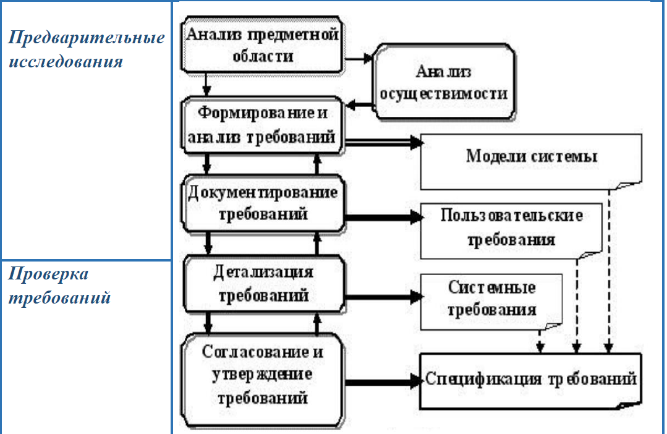 Предварительные
исследования
Анализ предметной
области
Анализ
осуществимости
Формирование и
анализ требований
Модели системы
Документирование
требований
Пользовательские
требования
Проверка
требований
Детализация
требований
Системные
требования
Согласование и
утверждение
требований
Спецификация требований